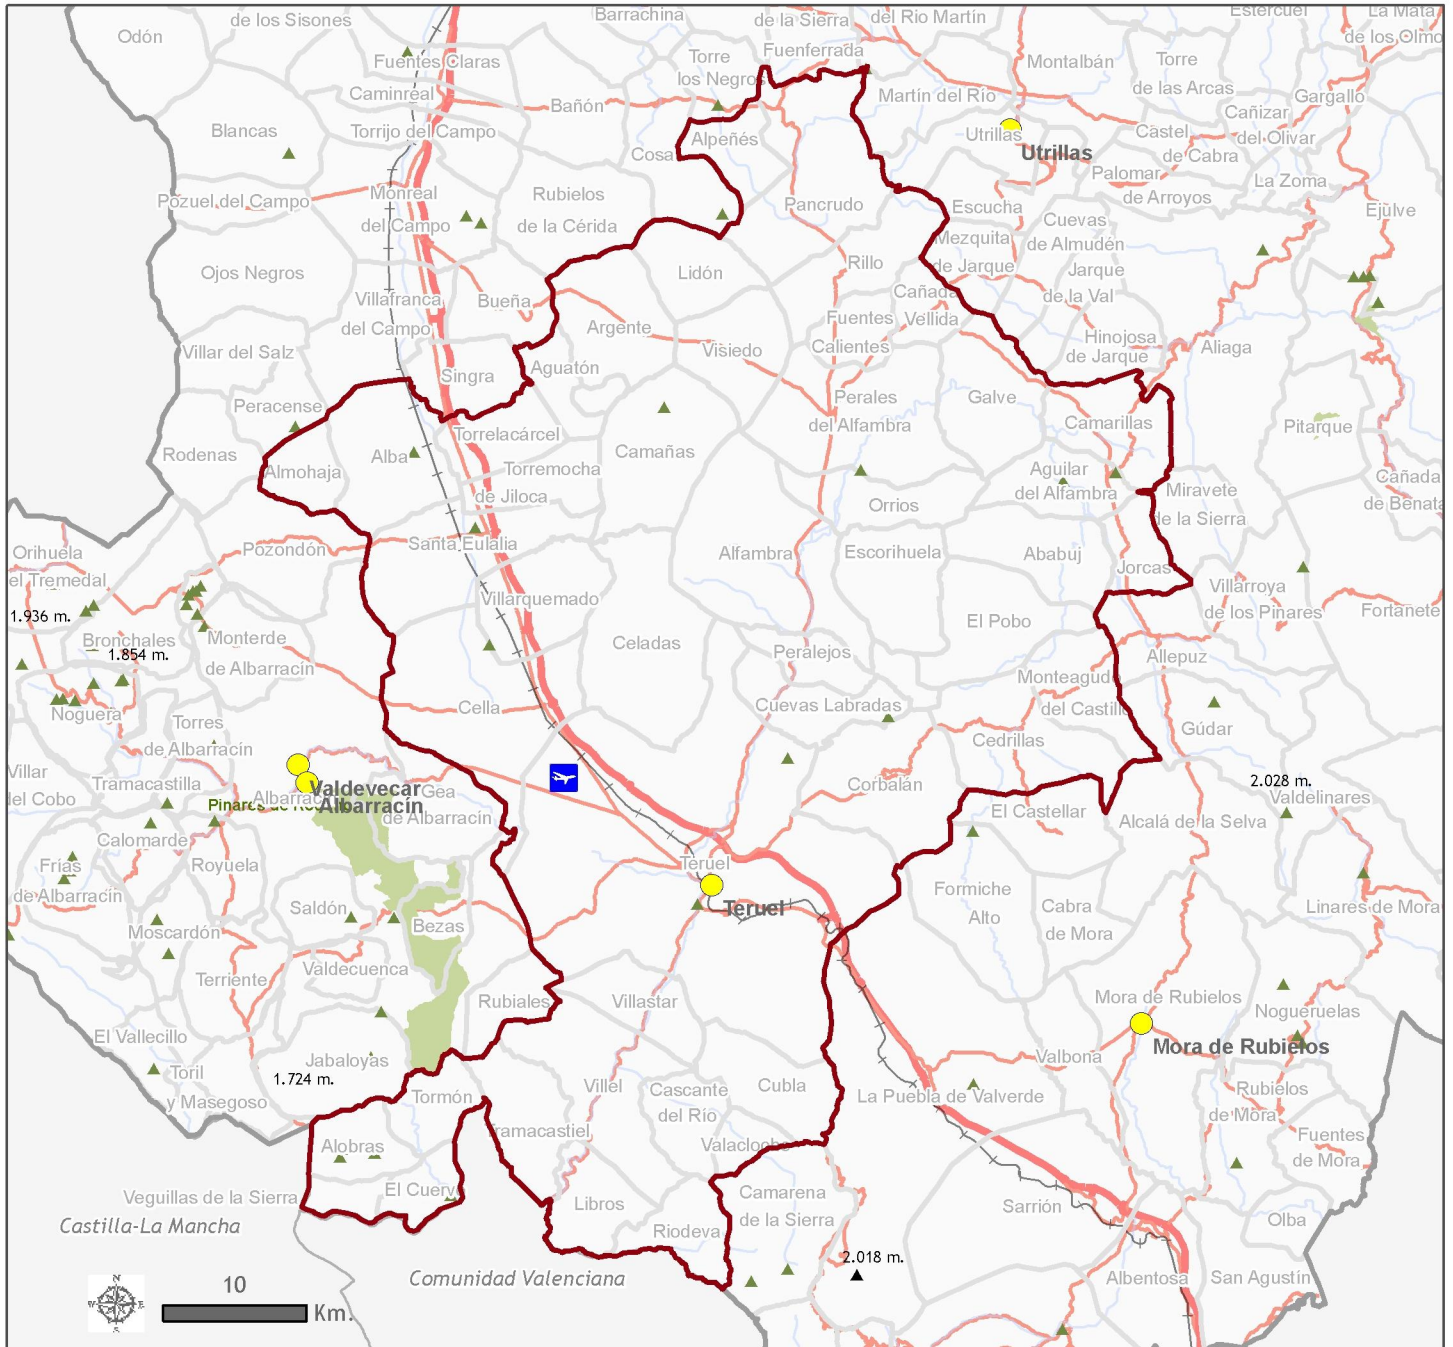 de los Sisones
Barrachina
de la Sierra
del Rio Martín
Estercuel
La Mata
de los Olmo
Odón
Fuentes Claras
Torre
los Negros
Fuenferrada
Montalbán
Torre
de las Arcas
Gargallo
Caminreal
Bañón
Martín del Río
Cañizar
del Olivar
Blancas
Torrijo del Campo
Cosa
Alpeñés
Utrillas
Utrillas
Castel
de Cabra
Palomar
de Arroyos
La Zoma
Pozuel del Campo
Monreal
del Campo
Rubielos
de la Cérida
Pancrudo
Escucha
Cuevas
de Almudén
Ejulve
Mezquita
de Jarque
Ojos Negros
Lidón
Rillo
Jarque
de la Val
Villafranca
del Campo
Bueña
Argente
Cañada
Vellida
Fuentes
Calientes
Hinojosa
de Jarque
Aliaga
Villar del Salz
Visiedo
Singra
Aguatón
Peracense
Perales
del Alfambra
Galve
Camarillas
Pitarque
Rodenas
Almohaja
Alba
Torrelacárcel
Torremocha
de Jiloca
Camañas
Aguilar
del Alfambra
Cañada
de Benata
Orrios
Miravete
de la Sierra
Orihuela
el Tremedal
Pozondón
Santa Eulalia
Alfambra
Escorihuela
Ababuj
Jorcas
1.936 m.
Villarquemado
Villarroya
de los Pinares
Fortanete
Bronchales
1.854 m.
Monterde
de Albarracín
Celadas
Peralejos
El Pobo
Allepuz
Noguera
Cella
Cuevas Labradas
Monteagudo
del Castillo
Torres
de Albarracín
Cedrillas
Gúdar
Villar
del Cobo
Tramacastilla
Corbalan
2.028 m.
Valdelinares
Valdevecar
Albarracín
Gea
de Albarracín
El Castellar
Alcalá de la Selva
Calomarde
Frías
de Albarracín
Royuela
Teruel
Teruel
Saldón
Formiche
Alto
Cabra
de Mora
Linares de Mora
Moscardón
Bezas
Terriente
Valdecuenca
Rubiales
Villastar
Mora de Rubielos
Mora de Rubielos
Nogueruelas
El Vallecillo
Jabaloyas
1.724 m.
Toril
y Masegoso
Valbona
Tormón
Villel
Cascante
del Río
Cubla
La Puebla de Valverde
Rubielos
de Mora
Alobras
Tramacastiel
Valacloche
Fuentes
de Mora
Veguillas de la Sierra
El Cuervo
Libros
Camarena
de la Sierra
Sarrión
Castilla-La Mancha
Riodeva
Olba
2.018 m.
Comunidad Valenciana
Albentosa
San Agustín
N
W
E
S
10
Km.